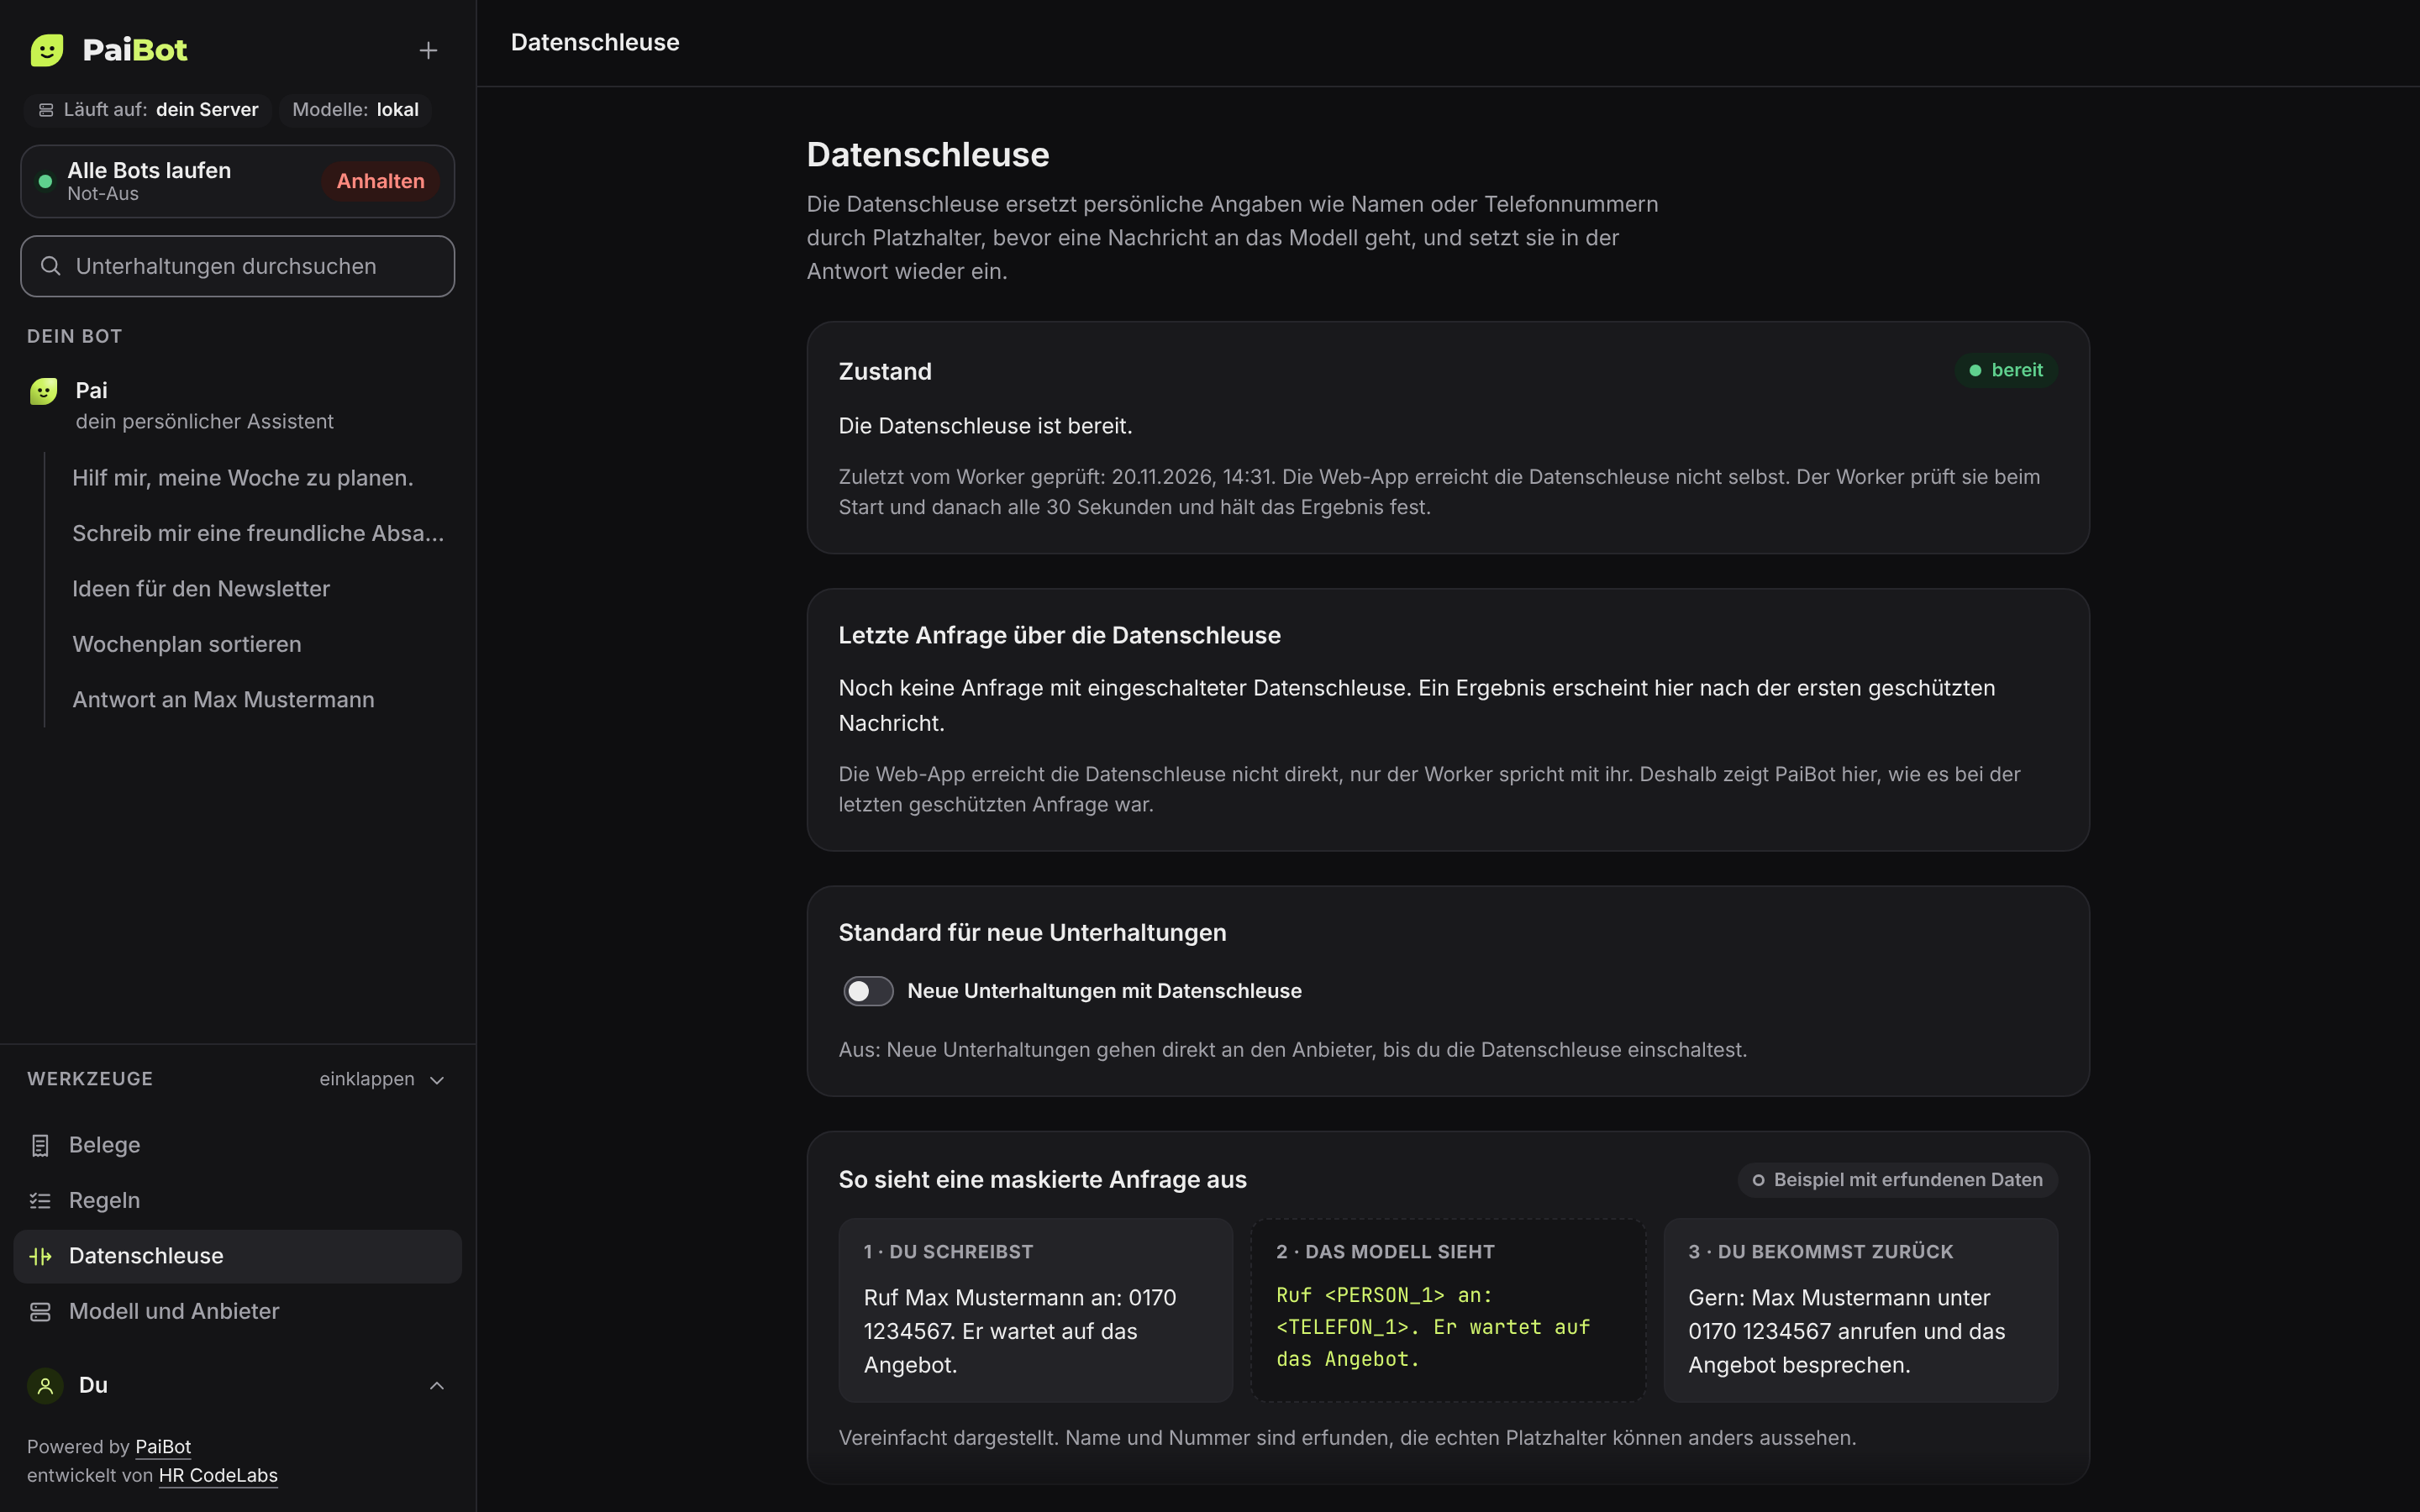 PaiBot
Läuft auf: dein Server
Modelle: lokal
Alle Bots laufen
Not-Aus
Anhalten
Unterhaltungen durchsuchen
DEIN BOT
Pai
dein persönlicher Assistent
Hilf mir, meine Woche zu planen.
Schreib mir eine freundliche Absa...
Ideen für den Newsletter
Wochenplan sortieren
Antwort an Max Mustermann
WERKZEUGE
einklappen
Belege
Regeln
Datenschleuse
Modell und Anbieter
Du
Powered by PaiBot
entwickelt von HR CodeLabs
Datenschleuse
Datenschleuse
Die Datenschleuse ersetzt persönliche Angaben wie Namen oder Telefonnummern
durch Platzhalter, bevor eine Nachricht an das Modell geht, und setzt sie in der
Antwort wieder ein.
Zustand
bereit
Die Datenschleuse ist bereit.
Zuletzt vom Worker geprüft: 20.11.2026, 14:31. Die Web-App erreicht die Datenschleuse nicht selbst. Der Worker prüft sie beim
Start und danach alle 30 Sekunden und hält das Ergebnis fest.
Letzte Anfrage über die Datenschleuse
Noch keine Anfrage mit eingeschalteter Datenschleuse. Ein Ergebnis erscheint hier nach der ersten geschützten
Nachricht.
Die Web-App erreicht die Datenschleuse nicht direkt, nur der Worker spricht mit ihr. Deshalb zeigt PaiBot hier, wie es bei der
letzten geschützten Anfrage war.
Standard für neue Unterhaltungen
Neue Unterhaltungen mit Datenschleuse
Aus: Neue Unterhaltungen gehen direkt an den Anbieter, bis du die Datenschleuse einschaltest.
So sieht eine maskierte Anfrage aus
Beispiel mit erfundenen Daten
1 · DU SCHREIBST
Ruf Max Mustermann an: 0170
1234567. Er wartet auf das
Angebot.
2 · DAS MODELL SIEHT
Ruf <PERSON_1> an:
<TELEFON_1>. Er wartet auf
das Angebot.
3 · DU BEKOMMST ZURÜCK
Gern: Max Mustermann unter
0170 1234567 anrufen und das
Angebot besprechen.
Vereinfacht dargestellt. Name und Nummer sind erfunden, die echten Platzhalter können anders aussehen.